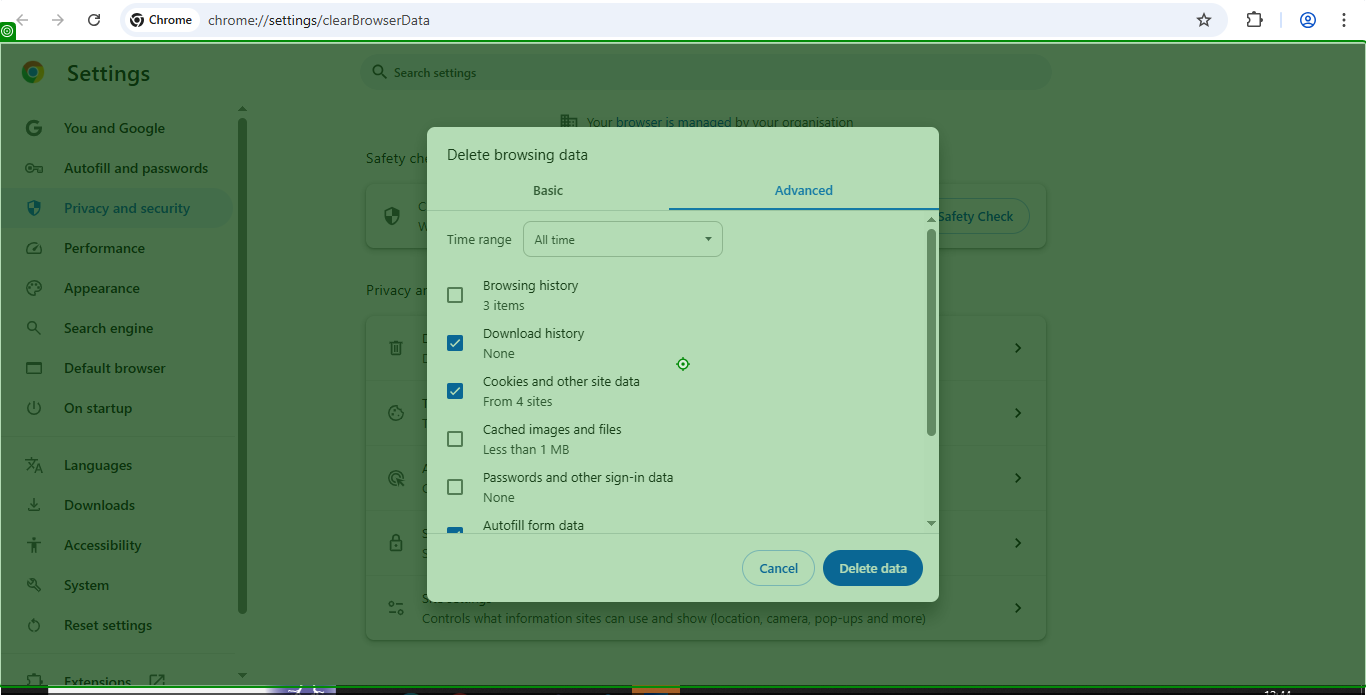 Chrome
chrome://settings/clearBrowserData
Settings
Search settings
You and Google
Autofill and passwords
Privacy and security
Performance
Appearance
Search engine
Default browser
On startup
Languages
Downloads
Accessibility
System
Reset settings
Extensions
Your browser is managed by your organisation
Safety che
Safety Check
Privacy an
Delete browsing data
Basic
Advanced
Time range
All time
Browsing history
3 items
Download history
None
Cookies and other site data
From 4 sites
Cached images and files
Less than 1 MB
Passwords and other sign-in data
None
Autofill form data
Cancel
Delete data
Controls what information sites can use and show (location, camera, pop-ups and more)